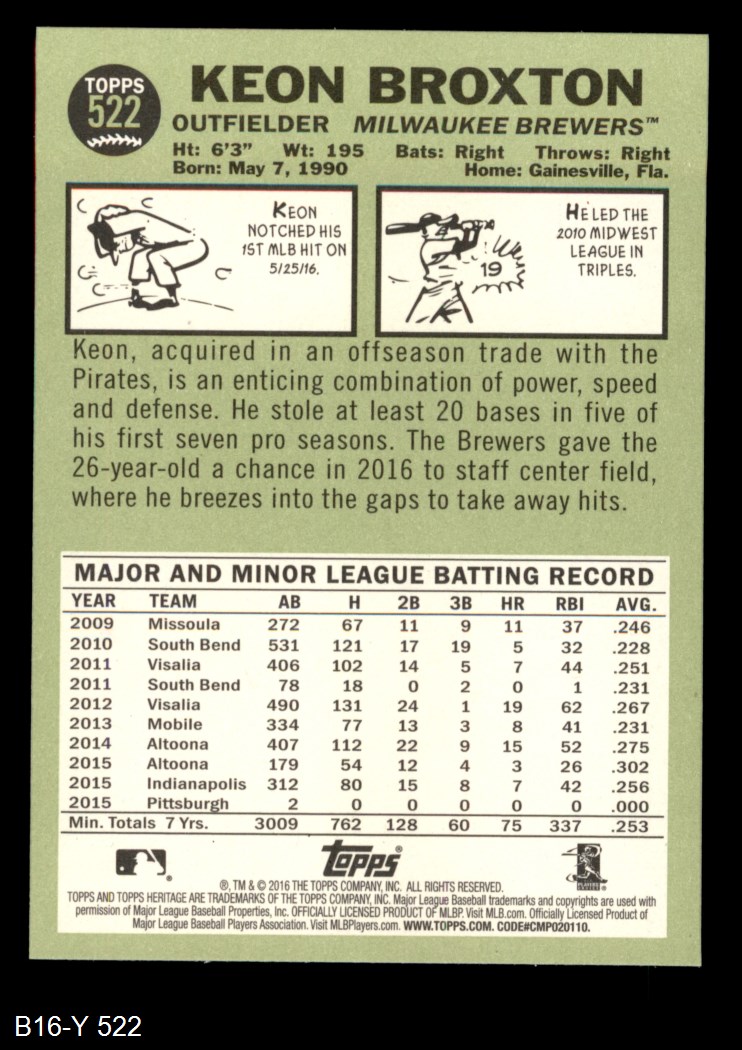 TOPPS
522
KEON BROXTON
OUTFIELDER MILWAUKEE BREWERS™
Ht: 6'3" Wt: 195 Bats: Right Throws: Right
Born: May 7, 1990 Home: Gainesville, Fla.
KEON
NOTCHED HIS
1ST MLB HIT ON
5/25/16.
19
HE LED THE
2010 MIDWEST
LEAGUE IN
TRIPLES.
Keon, acquired in an offseason trade with the
Pirates, is an enticing combination of power, speed
and defense. He stole at least 20 bases in five of
his first seven pro seasons. The Brewers gave the
26-year-old a chance in 2016 to staff center field,
where he breezes into the gaps to take away hits.
MAJOR AND MINOR LEAGUE BATTING RECORD
YEAR TEAM AB H 2B 3B HR RBI AVG.
2009 Missoula 272 67 11 9 11 37 .246
2010 South Bend 531 121 17 19 5 32 .228
2011 Visalia 406 102 14 5 7 44 .251
2011 South Bend 78 18 0 2 0 1 .231
2012 Visalia 490 131 24 1 19 62 .267
2013 Mobile 334 77 13 3 8 41 .231
2014 Altoona 407 112 22 9 15 52 .275
2015 Altoona 179 54 12 4 3 26 .302
2015 Indianapolis 312 80 15 8 7 42 .256
2015 Pittsburgh 2 0 0 0 0 0 .000
Min. Totals 7 Yrs. 3009 762 128 60 75 337 .253
topps
®, TM & © 2016 THE TOPPS COMPANY, INC. ALL RIGHTS RESERVED.
TOPPS AND TOPPS HERITAGE ARE TRADEMARKS OF THE TOPPS COMPANY, INC. Major League Baseball trademarks and copyrights are used with
permission of Major League Baseball Properties, Inc. OFFICIALLY LICENSED PRODUCT OF MLBP. Visit MLB.com. Officially Licensed Product of
Major League Baseball Players Association. Visit MLBPlayers.com. WWW.TOPPS.COM. CODE#CMP020110.
B16-Y 522